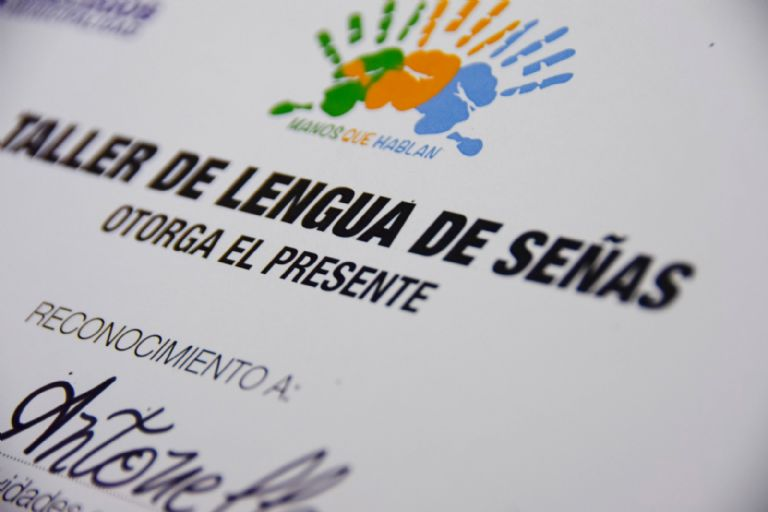 MANOS QUE HABLAN
TALLER DE LENGUA DE SEÑAS
OTORGA EL PRESENTE
RECONOCIMIENTO A: